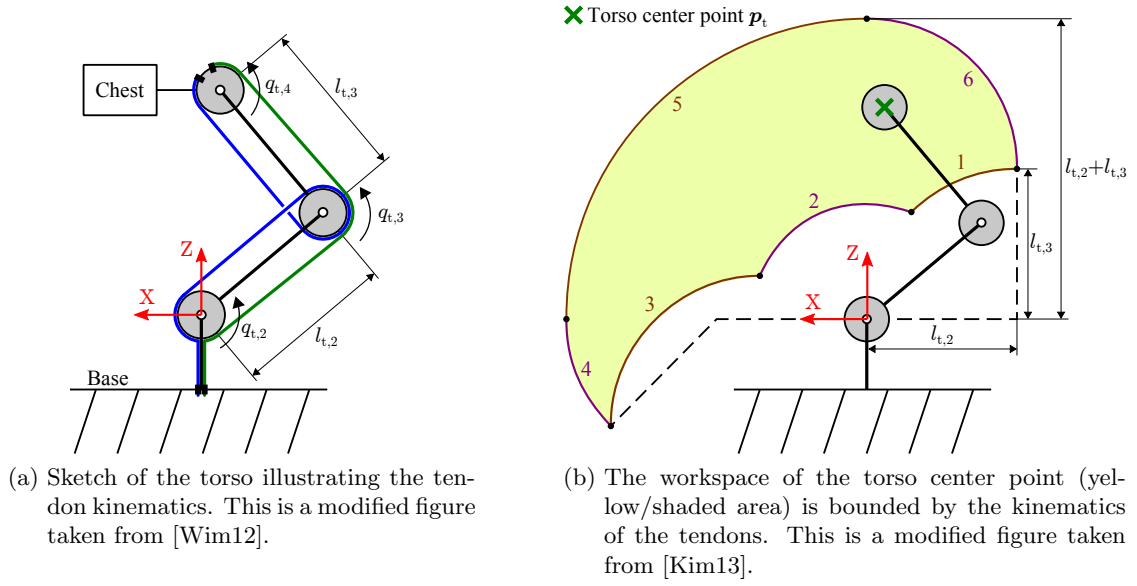 Chest
q_{t,4}
l_{t,3}
q_{t,3}
Z
X
q_{t,2}
l_{t,2}
Base
(a) Sketch of the torso illustrating the ten-
don kinematics. This is a modified figure
taken from [Wim12].
Torso center point p_t
5
6
1
2
3
4
Z
X
l_{t,2}+l_{t,3}
l_{t,3}
l_{t,2}
(b) The workspace of the torso center point (yel-
low/shaded area) is bounded by the kinematics
of the tendons. This is a modified figure taken
from [Kim13].